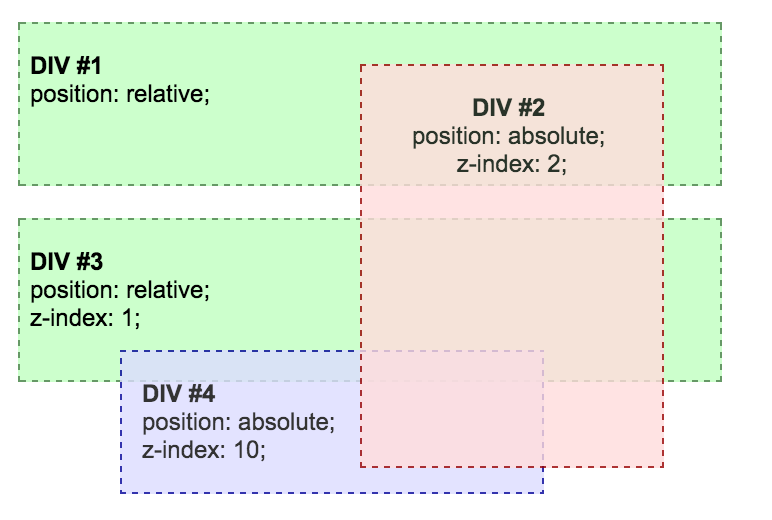 DIV #1
position: relative;
DIV #2
position: absolute;
z-index: 2;
DIV #3
position: relative;
z-index: 1;
DIV #4
position: absolute;
z-index: 10;